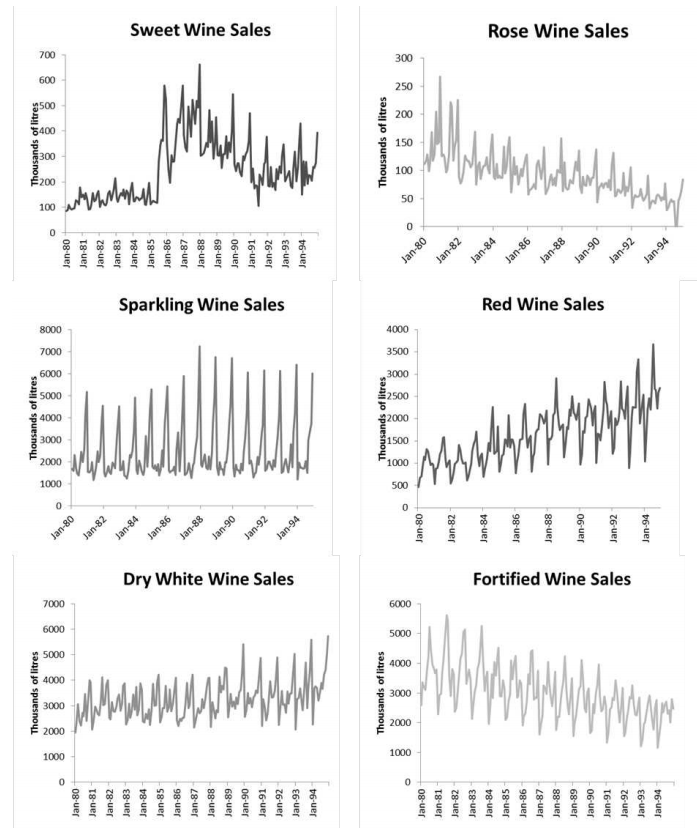 Sweet Wine Sales
Thousands of litres
700
600
500
400
300
200
100
0
Jan-80
Jan-81
Jan-82
Jan-83
Jan-84
Jan-85
Jan-86
Jan-87
Jan-88
Jan-89
Jan-90
Jan-91
Jan-92
Jan-93
Jan-94
Rose Wine Sales
Thousands of litres
300
250
200
150
100
50
0
Jan-80
Jan-82
Jan-84
Jan-86
Jan-88
Jan-90
Jan-92
Jan-94
Sparkling Wine Sales
Thousands of litres
8000
7000
6000
5000
4000
3000
2000
1000
0
Jan-80
Jan-82
Jan-84
Jan-86
Jan-88
Jan-90
Jan-92
Jan-94
Red Wine Sales
Thousands of litres
4000
3500
3000
2500
2000
1500
1000
500
0
Jan-80
Jan-82
Jan-84
Jan-86
Jan-88
Jan-90
Jan-92
Jan-94
Dry White Wine Sales
Thousands of litres
7000
6000
5000
4000
3000
2000
1000
0
Jan-80
Jan-81
Jan-82
Jan-83
Jan-84
Jan-85
Jan-86
Jan-87
Jan-88
Jan-89
Jan-90
Jan-91
Jan-92
Jan-93
Jan-94
Fortified Wine Sales
Thousands of litres
6000
5000
4000
3000
2000
1000
0
Jan-80
Jan-81
Jan-82
Jan-83
Jan-84
Jan-85
Jan-86
Jan-87
Jan-88
Jan-89
Jan-90
Jan-91
Jan-92
Jan-93
Jan-94